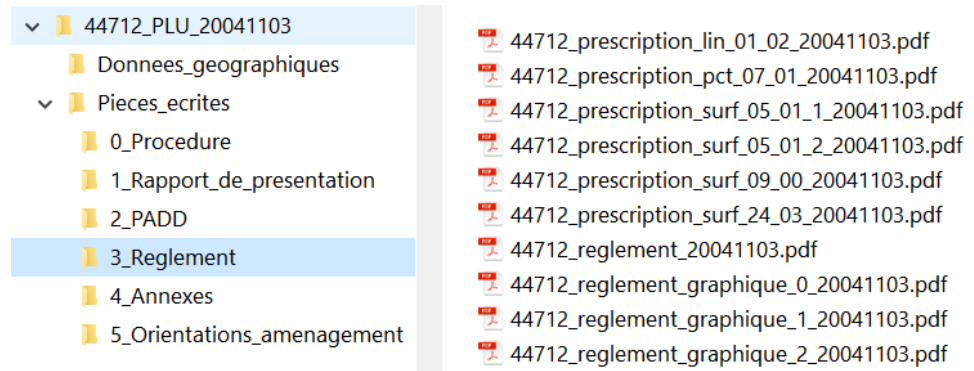 44712_PLU_20041103
Donnees_geographiques
Pieces_ecrites
0_Procedure
1_Rapport_de_presentation
2_PADD
3_Reglement
4_Annexes
5_Orientations_amenagement
44712_prescription_lin_01_02_20041103.pdf
44712_prescription_pct_07_01_20041103.pdf
44712_prescription_surf_05_01_1_20041103.pdf
44712_prescription_surf_05_01_2_20041103.pdf
44712_prescription_surf_09_00_20041103.pdf
44712_prescription_surf_24_03_20041103.pdf
44712_reglement_20041103.pdf
44712_reglement_graphique_0_20041103.pdf
44712_reglement_graphique_1_20041103.pdf
44712_reglement_graphique_2_20041103.pdf